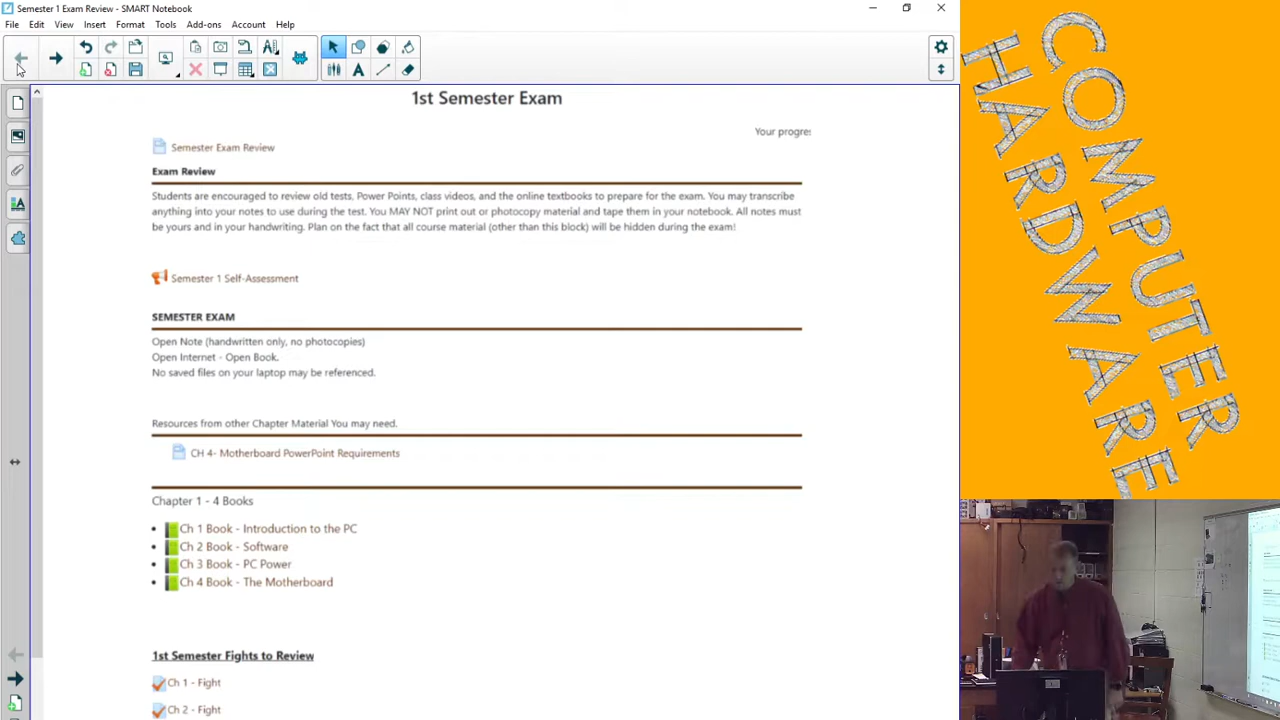 Semester 1 Exam Review - SMART Notebook
File Edit View Insert Format Tools Add-ons Account Help
1st Semester Exam
Your progre:
Semester Exam Review
Exam Review
Students are encouraged to review old tests, Power Points, class videos, and the online textbooks to prepare for the exam. You may transcribe
anything into your notes to use during the test. You MAY NOT print out or photocopy material and tape them in your notebook. All notes must
be yours and in your handwriting. Plan on the fact that all course material (other than this block) will be hidden during the exam!
Semester 1 Self-Assessment
SEMESTER EXAM
Open Note (handwritten only, no photocopies)
Open Internet - Open Book.
No saved files on your laptop may be referenced.
Resources from other Chapter Material You may need.
CH 4- Motherboard PowerPoint Requirements
Chapter 1 - 4 Books
• Ch 1 Book - Introduction to the PC
• Ch 2 Book - Software
• Ch 3 Book - PC Power
• Ch 4 Book - The Motherboard
1st Semester Fights to Review
Ch 1 - Fight
Ch 2 - Fight
COMPUTER
HARDWARE